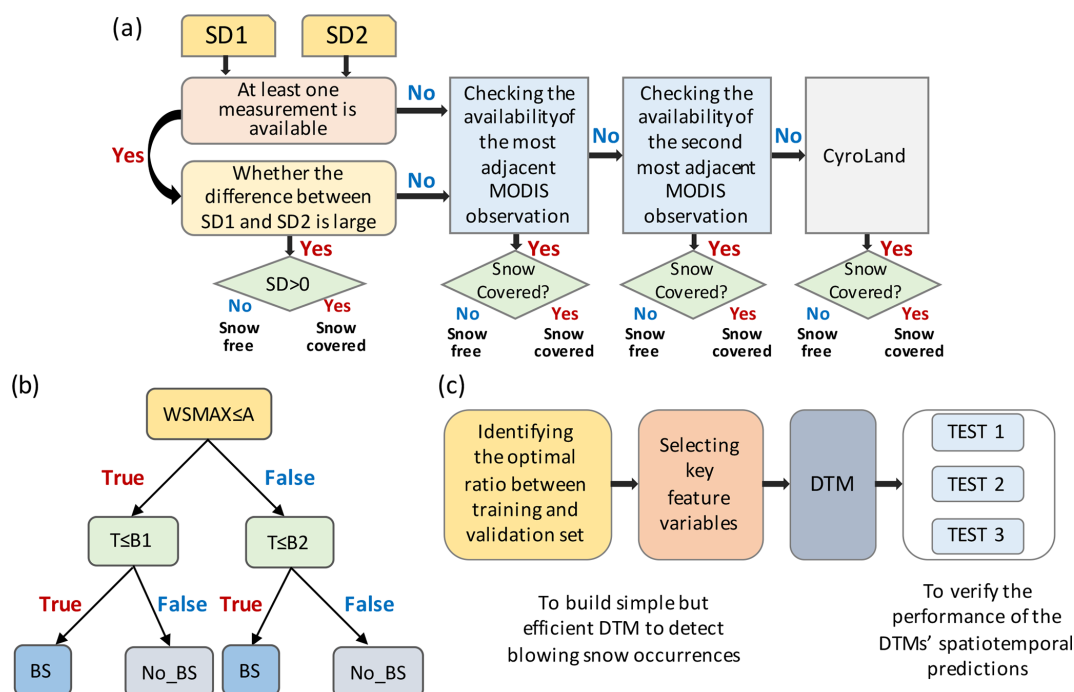 (a)
SD1
SD2
At least one
measurement is
available
No
Checking the
availability of
the most
adjacent
MODIS
observation
No
Checking the
availability of
the second
most adjacent
MODIS
observation
No
CyroLand
Yes
Whether the
difference between
SD1 and SD2 is large
No
Yes
SD>0
No
Yes
Snow
free
Snow
covered
Yes
Snow
Covered?
No
Yes
Snow
free
Snow
covered
Yes
Snow
Covered?
No
Yes
Snow
free
Snow
covered
Snow
Covered?
No
Yes
Snow
free
Snow
covered
(b)
WSMAX≤A
True
False
T≤B1
T≤B2
True
False
True
False
BS
No_BS
BS
No_BS
(c)
Identifying
the optimal
ratio between
training and
validation set
Selecting
key
feature
variables
DTM
TEST 1
TEST 2
TEST 3
To build simple but
efficient DTM to detect
blowing snow occurrences
To verify the
performance of the
DTMs' spatiotemporal
predictions